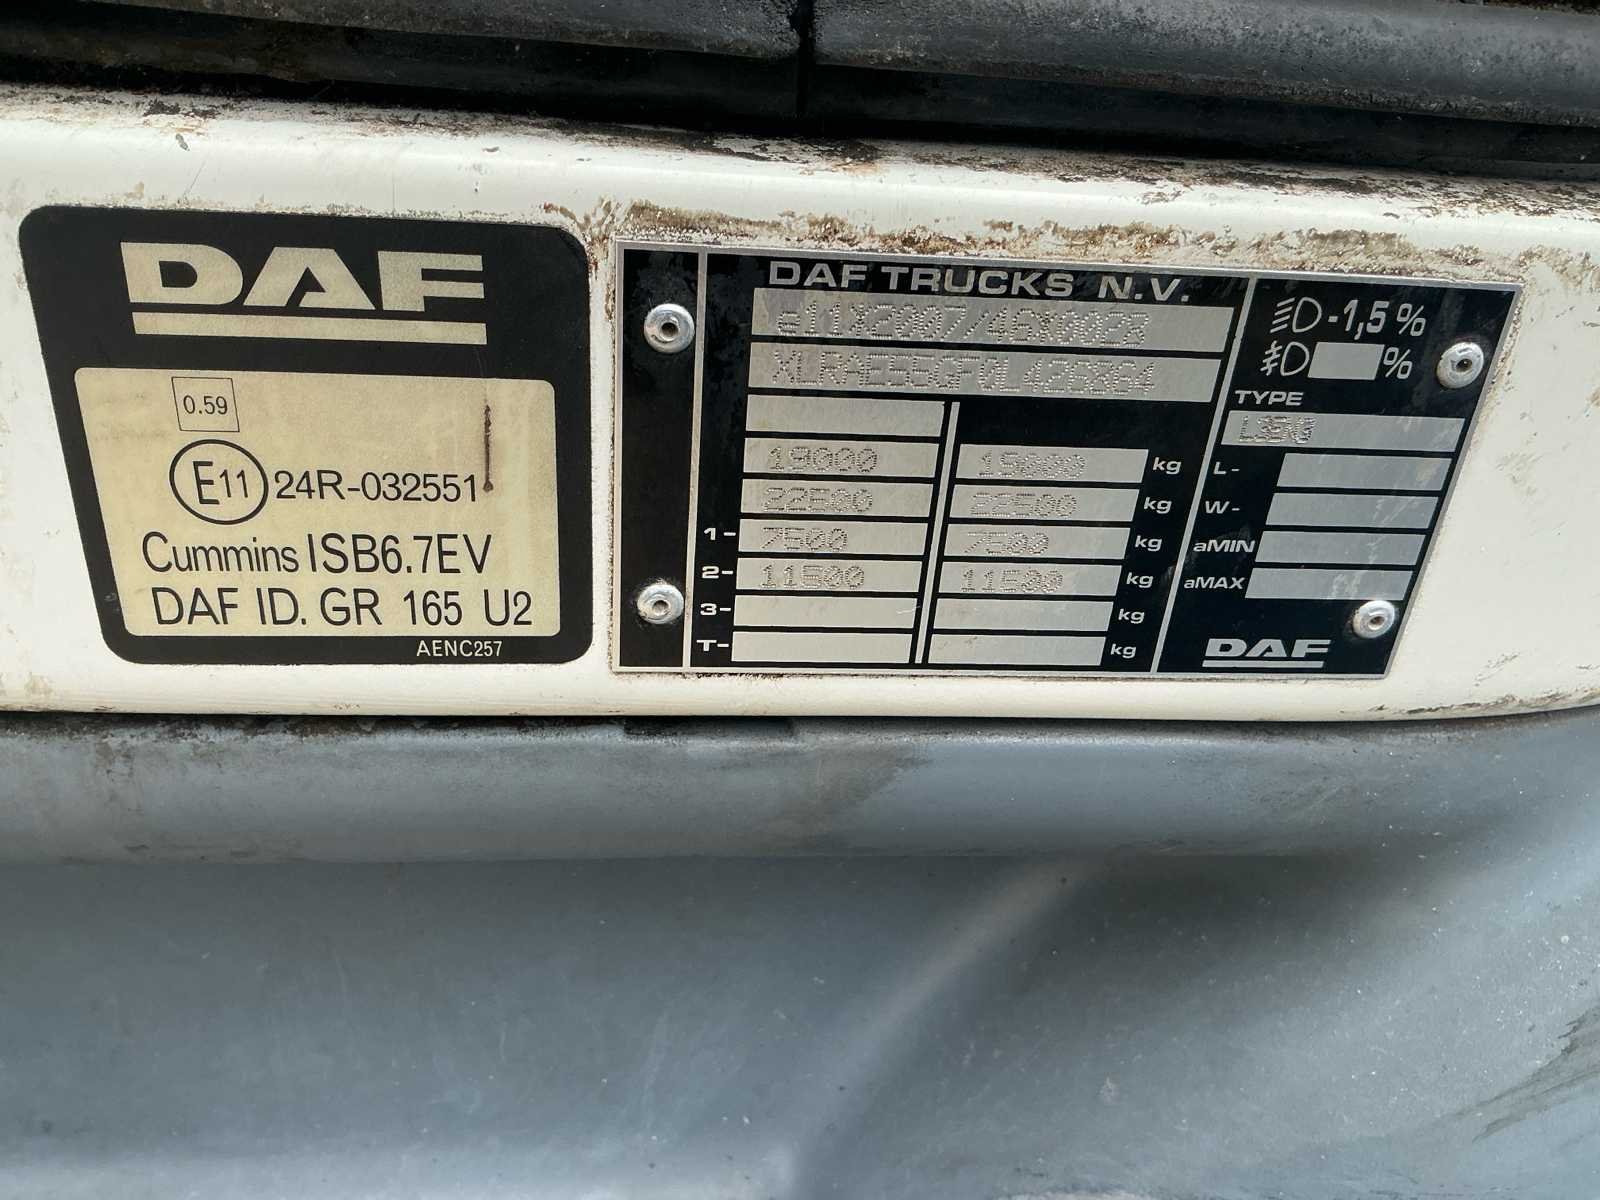 DAF
0.59
E11 24R-032551
Cummins ISB6.7EV
DAF ID. GR 165 U2
AENC257
DAF TRUCKS N.V.
e11X2007/46X0028
XLRAE55GF0L426864
19000 19000 kg
22500 22500 kg
1- 7500 7500 kg
2- 11500 11500 kg
3- kg
T- kg
-1,5%
%
TYPE
L-
W-
aMIN
aMAX
DAF